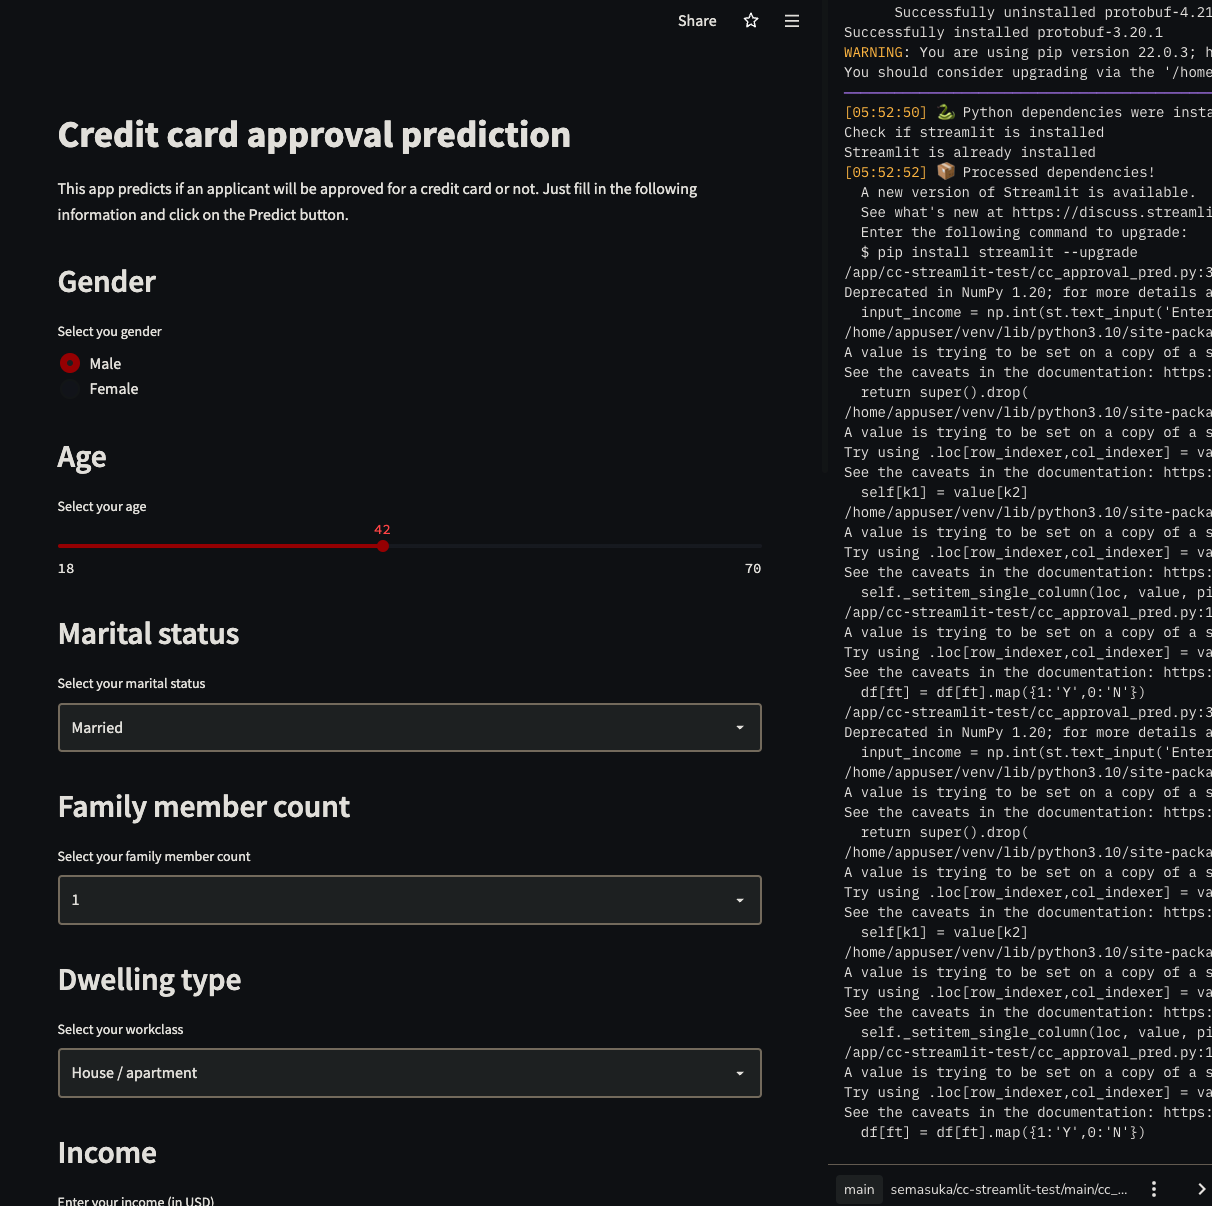 Share
Credit card approval prediction
This app predicts if an applicant will be approved for a credit card or not. Just fill in the following
information and click on the Predict button.
Gender
Select you gender
Male
Female
Age
Select your age
42
18
70
Marital status
Select your marital status
Married
Family member count
Select your family member count
1
Dwelling type
Select your workclass
House / apartment
Income
Enter your income (in USD)
Successfully uninstalled protobuf-4.21
Successfully installed protobuf-3.20.1
WARNING: You are using pip version 22.0.3; h
You should consider upgrading via the '/home
[05:52:50] 🐍 Python dependencies were insta
Check if streamlit is installed
Streamlit is already installed
[05:52:52] 📦 Processed dependencies!
A new version of Streamlit is available.
See what's new at https://discuss.streamli
Enter the following command to upgrade:
$ pip install streamlit --upgrade
/app/cc-streamlit-test/cc_approval_pred.py:3
Deprecated in NumPy 1.20; for more details a
input_income = np.int(st.text_input('Enter
/home/appuser/venv/lib/python3.10/site-packa
A value is trying to be set on a copy of a s
See the caveats in the documentation: https:
return super().drop(
/home/appuser/venv/lib/python3.10/site-packa
A value is trying to be set on a copy of a s
Try using .loc[row_indexer,col_indexer] = va
See the caveats in the documentation: https:
self[k1] = value[k2]
/home/appuser/venv/lib/python3.10/site-packa
A value is trying to be set on a copy of a s
Try using .loc[row_indexer,col_indexer] = va
See the caveats in the documentation: https:
self._setitem_single_column(loc, value, pi
/app/cc-streamlit-test/cc_approval_pred.py:1
A value is trying to be set on a copy of a s
Try using .loc[row_indexer,col_indexer] = va
See the caveats in the documentation: https:
df[ft] = df[ft].map({1:'Y',0:'N'})
/app/cc-streamlit-test/cc_approval_pred.py:3
Deprecated in NumPy 1.20; for more details a
input_income = np.int(st.text_input('Enter
/home/appuser/venv/lib/python3.10/site-packa
A value is trying to be set on a copy of a s
See the caveats in the documentation: https:
return super().drop(
/home/appuser/venv/lib/python3.10/site-packa
A value is trying to be set on a copy of a s
Try using .loc[row_indexer,col_indexer] = va
See the caveats in the documentation: https:
self[k1] = value[k2]
/home/appuser/venv/lib/python3.10/site-packa
A value is trying to be set on a copy of a s
Try using .loc[row_indexer,col_indexer] = va
See the caveats in the documentation: https:
self._setitem_single_column(loc, value, pi
/app/cc-streamlit-test/cc_approval_pred.py:1
A value is trying to be set on a copy of a s
Try using .loc[row_indexer,col_indexer] = va
See the caveats in the documentation: https:
df[ft] = df[ft].map({1:'Y',0:'N'})
main semasuka/cc-streamlit-test/main/cc_...